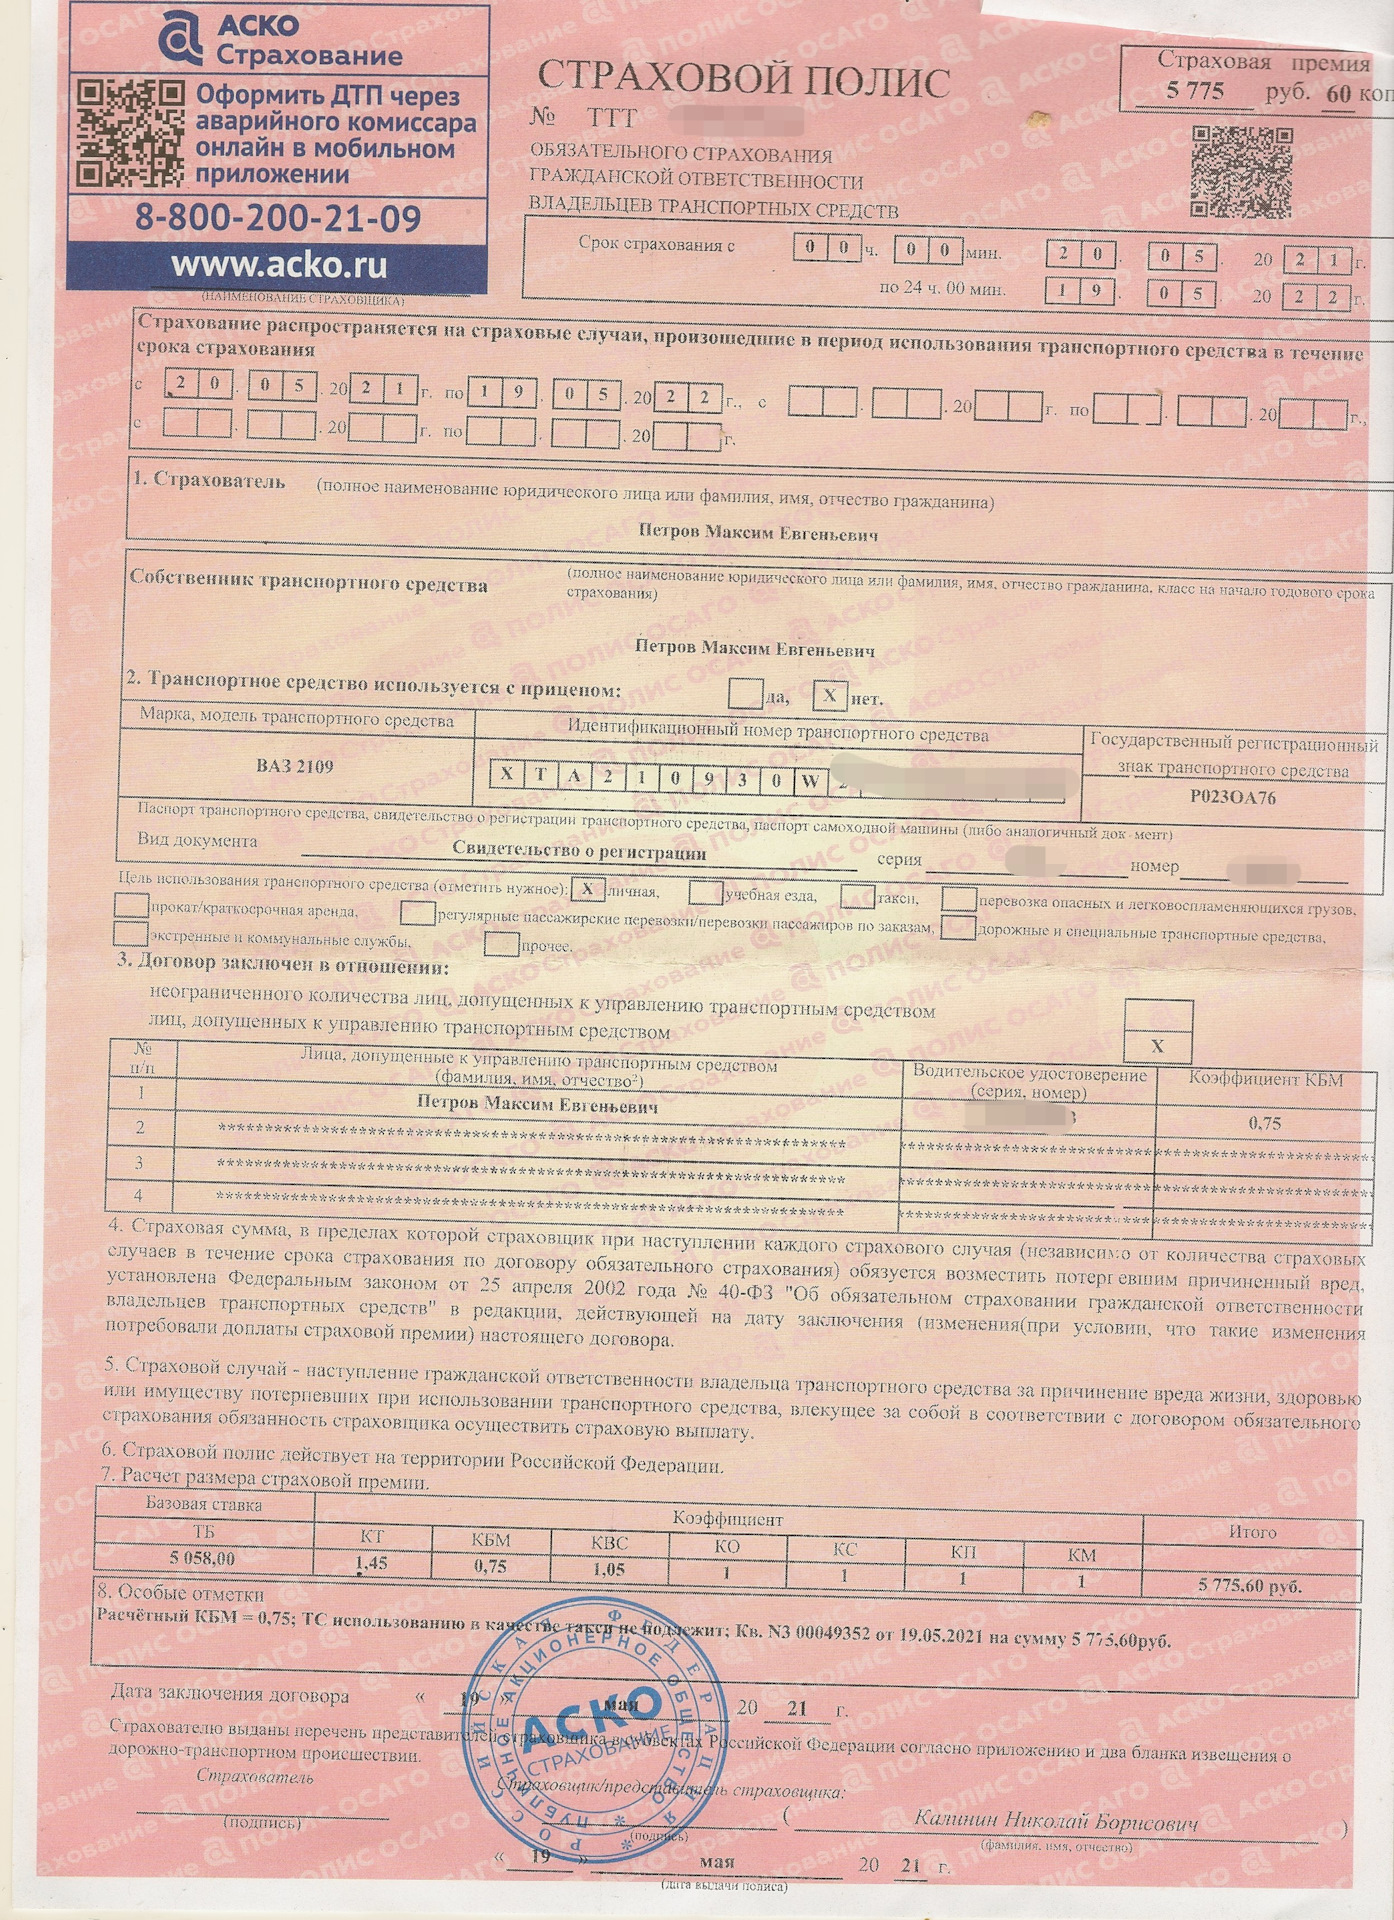 АСКО
Страхование
Оформить ДТП через
аварийного комиссара
онлайн в мобильном
приложении
8-800-200-21-09
www.acko.ru
(НАИМЕНОВАНИЕ СТРАХОВЩИКА)
СТРАХОВОЙ ПОЛИС
№ ТТТ
ОБЯЗАТЕЛЬНОГО СТРАХОВАНИЯ
ГРАЖДАНСКОЙ ОТВЕТСТВЕННОСТИ
ВЛАДЕЛЬЦЕВ ТРАНСПОРТНЫХ СРЕДСТВ
Страховая премия
5 775 руб. 60 коп
Срок страхования с 0 0 ч. 0 0 мин. 2 0 . 0 5 . 20 2 1 г.
по 24 ч. 00 мин. 1 9 . 0 5 . 20 2 2 г.
Страхование распространяется на страховые случаи, произошедшие в период использования транспортного средства в течение
срока страхования
с 2 0 . 0 5 . 20 2 1 г. по 1 9 . 0 5 . 20 2 2 г., с . . 20 г. по . . 20 г.,
с . . 20 г. по . . 20 г.
1. Страхователь (полное наименование юридического лица или фамилия, имя, отчество гражданина)
Петров Максим Евгеньевич
Собственник транспортного средства (полное наименование юридического лица или фамилия, имя, отчество гражданина, класс на начало годового срока
страхования)
Петров Максим Евгеньевич
2. Транспортное средство используется с прицепом: да, X нет.
Марка, модель транспортного средства Идентификационный номер транспортного средства Государственный регистрационный
знак транспортного средства
ВАЗ 2109 X T A 2 1 0 9 3 0 W 2 Р023ОА76
Паспорт транспортного средства, свидетельство о регистрации транспортного средства, паспорт самоходной машины (либо аналогичный док мент)
Вид документа Свидетельство о регистрации серия номер
Цель использования транспортного средства (отметить нужное): X личная, учебная езда, такси, перевозка опасных и легковоспламеняющихся грузов,
прокат/краткосрочная аренда, регулярные пассажирские перевозки/перевозки пассажиров по заказам, дорожные и специальные транспортные средства,
экстренные и коммунальные службы, прочее.
3. Договор заключен в отношении:
неограниченного количества лиц, допущенных к управлению транспортным средством
лиц, допущенных к управлению транспортным средством X
№ п/п Лица, допущенные к управлению транспортным средством (фамилия, имя, отчество²) Водительское удостоверение (серия, номер) Коэффициент КБМ
1 Петров Максим Евгеньевич 3 0,75
2
3
4
4. Страховая сумма, в пределах которой страховщик при наступлении каждого страхового случая (независимо от количества страховых
случаев в течение срока страхования по договору обязательного страхования) обязуется возместить потерпевшим причиненный вред,
установлена Федеральным законом от 25 апреля 2002 года № 40-ФЗ "Об обязательном страховании гражданской ответственности
владельцев транспортных средств" в редакции, действующей на дату заключения (изменения(при условии, что такие изменения
потребовали доплаты страховой премии) настоящего договора.
5. Страховой случай - наступление гражданской ответственности владельца транспортного средства за причинение вреда жизни, здоровью
или имуществу потерпевших при использовании транспортного средства, влекущее за собой в соответствии с договором обязательного
страхования обязанность страховщика осуществить страховую выплату.
6. Страховой полис действует на территории Российской Федерации.
7. Расчет размера страховой премии.
Базовая ставка Коэффициент Итого
ТБ КТ КБМ КВС КО КС КП КМ
5 058,00 1,45 0,75 1,05 1 1 1 1 5 775,60 руб.
8. Особые отметки
Расчётный КБМ = 0,75; ТС использованию в качестве такси не подлежит; Кв. N3 00049352 от 19.05.2021 на сумму 5 775,60руб.
Дата заключения договора « 19 » мая 20 21 г.
Страхователю выданы перечень представителей страховщика в субъектах Российской Федерации согласно приложению и два бланка извещения о
дорожно-транспортном происшествии.
Страхователь Страховщик/представитель страховщика:
(подпись) (подпись) ( Калинин Николай Борисович )
(фамилия, имя, отчество)
« 19 » мая 20 21 г.
(дата выдачи полиса)
РОССИЙСКАЯ ФЕДЕРАЦИЯ
ПУБЛИЧНОЕ АКЦИОНЕРНОЕ ОБЩЕСТВО
АСКО
СТРАХОВАНИЕ